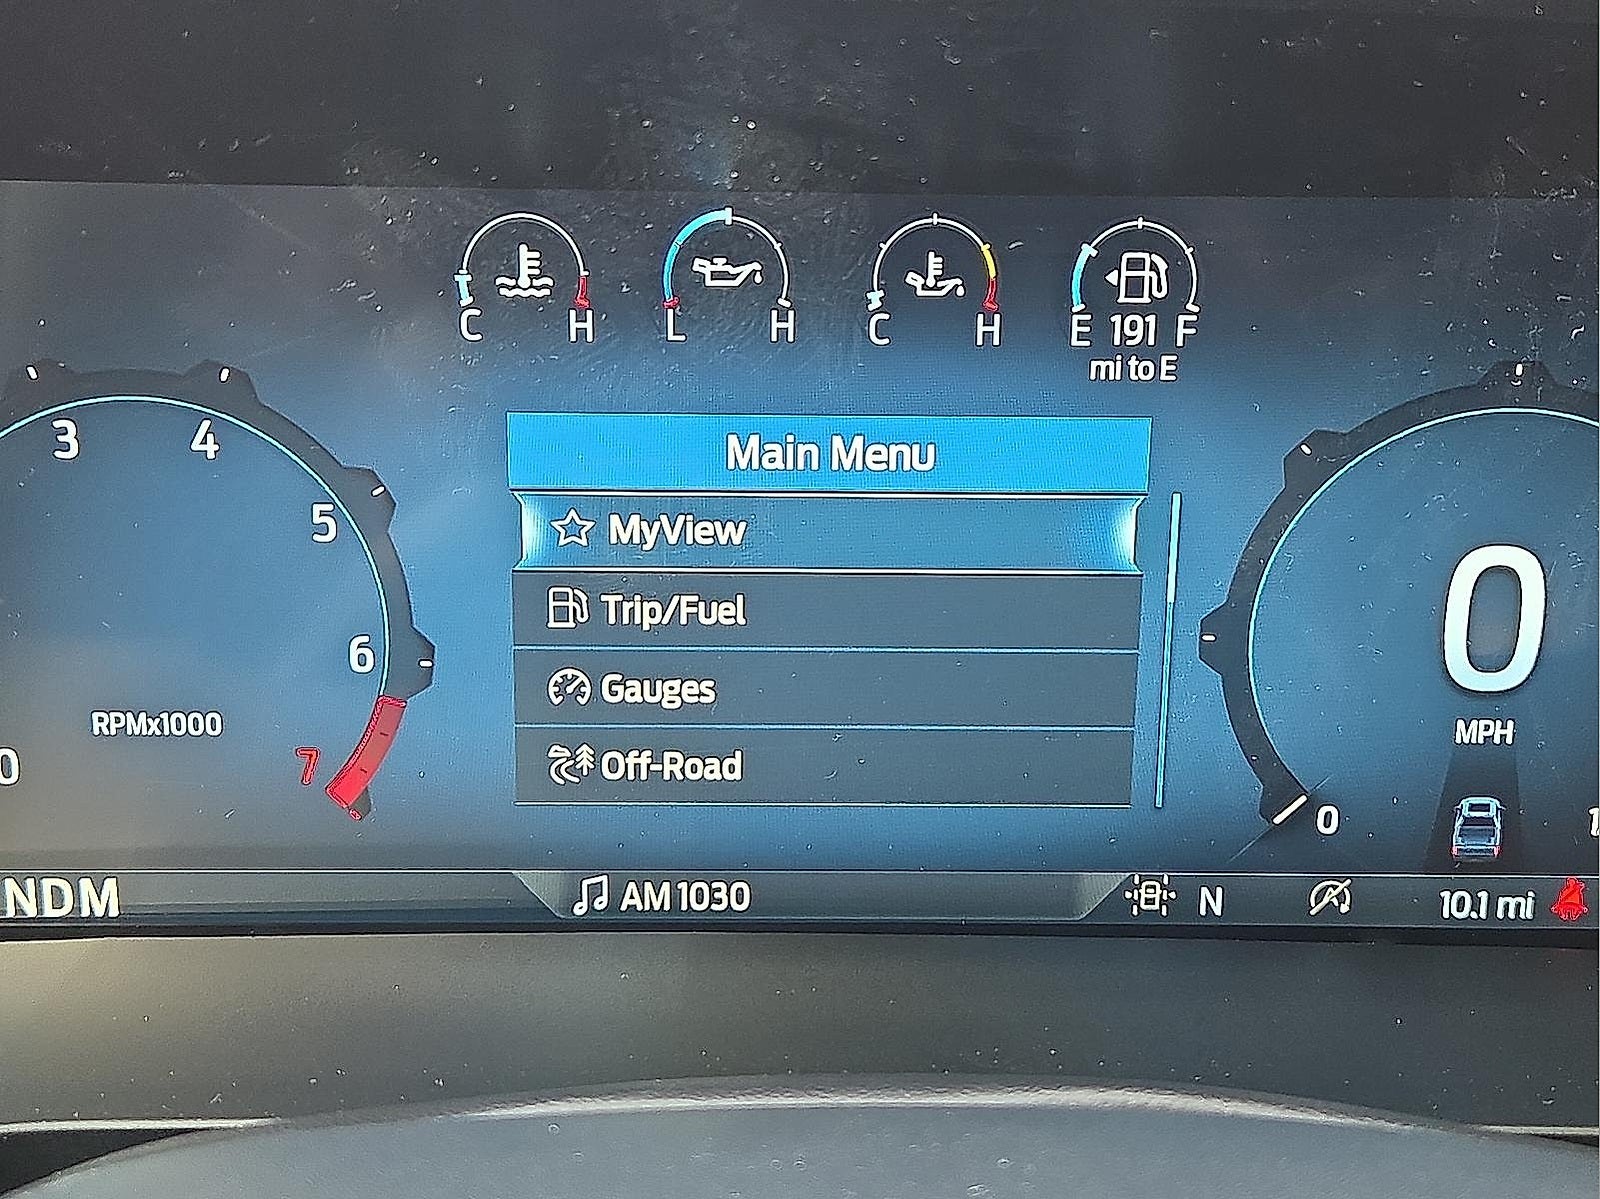 C H
L H
C H
E 191 F
mi to E
Main Menu
MyView
Trip/Fuel
Gauges
Off-Road
3
4
5
6
7
RPMx1000
0
0
MPH
0
NDM
AM 1030
N
10.1 mi